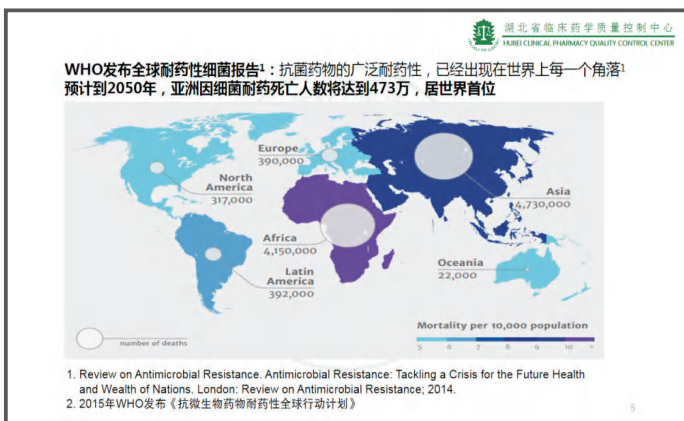 湖北省临床药学质量控制中心
HUBEI CLINICAL PHARMACY QUALITY CONTROL CENTER
WHO发布全球耐药性细菌报告¹：抗菌药物的广泛耐药性，已经出现在世界上每一个角落¹
预计到2050年，亚洲因细菌耐药死亡人数将达到473万，居世界首位
Europe
390,000
North
America
317,000
Asia
4,730,000
Africa
4,150,000
Oceania
22,000
Latin
America
392,000
Mortality per 10,000 population
number of deaths
5 6 7 8 9 10 +
1. Review on Antimicrobial Resistance. Antimicrobial Resistance: Tackling a Crisis for the Future Health
and Wealth of Nations. London: Review on Antimicrobial Resistance; 2014.
2. 2015年WHO发布《抗微生物药物耐药性全球行动计划》